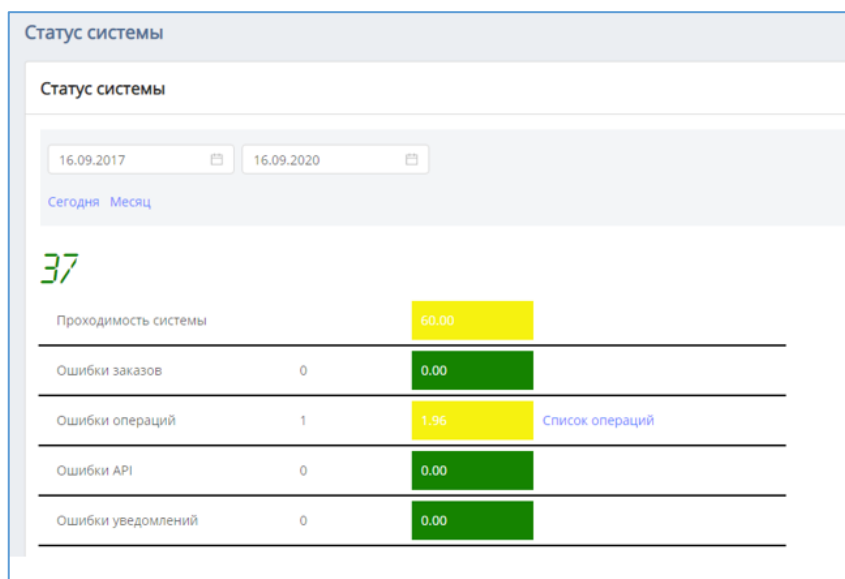 Статус системы
Статус системы
16.09.2017 16.09.2020
Сегодня Месяц
37
Проходимость системы 60.00
Ошибки заказов 0 0.00
Ошибки операций 1 1.96 Список операций
Ошибки API 0 0.00
Ошибки уведомлений 0 0.00